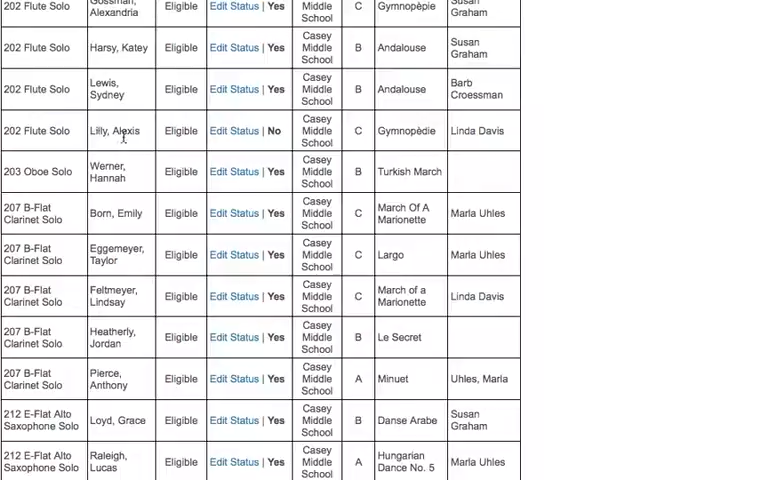 202 Flute Solo Gossman, Alexandria Eligible Edit Status | Yes Middle School C Gymnopèpie Susan Graham
202 Flute Solo Harsy, Katey Eligible Edit Status | Yes Casey Middle School B Andalouse Susan Graham
202 Flute Solo Lewis, Sydney Eligible Edit Status | Yes Casey Middle School B Andalouse Barb Croessman
202 Flute Solo Lilly, Alexis Eligible Edit Status | No Casey Middle School C Gymnopèdie Linda Davis
203 Oboe Solo Werner, Hannah Eligible Edit Status | Yes Casey Middle School B Turkish March
207 B-Flat Clarinet Solo Born, Emily Eligible Edit Status | Yes Casey Middle School C March Of A Marionette Marla Uhles
207 B-Flat Clarinet Solo Eggemeyer, Taylor Eligible Edit Status | Yes Casey Middle School C Largo Marla Uhles
207 B-Flat Clarinet Solo Feltmeyer, Lindsay Eligible Edit Status | Yes Casey Middle School C March of a Marionette Linda Davis
207 B-Flat Clarinet Solo Heatherly, Jordan Eligible Edit Status | Yes Casey Middle School B Le Secret
207 B-Flat Clarinet Solo Pierce, Anthony Eligible Edit Status | Yes Casey Middle School A Minuet Uhles, Marla
212 E-Flat Alto Saxophone Solo Loyd, Grace Eligible Edit Status | Yes Casey Middle School B Danse Arabe Susan Graham
212 E-Flat Alto Saxophone Solo Raleigh, Lucas Eligible Edit Status | Yes Casey Middle School A Hungarian Dance No. 5 Marla Uhles